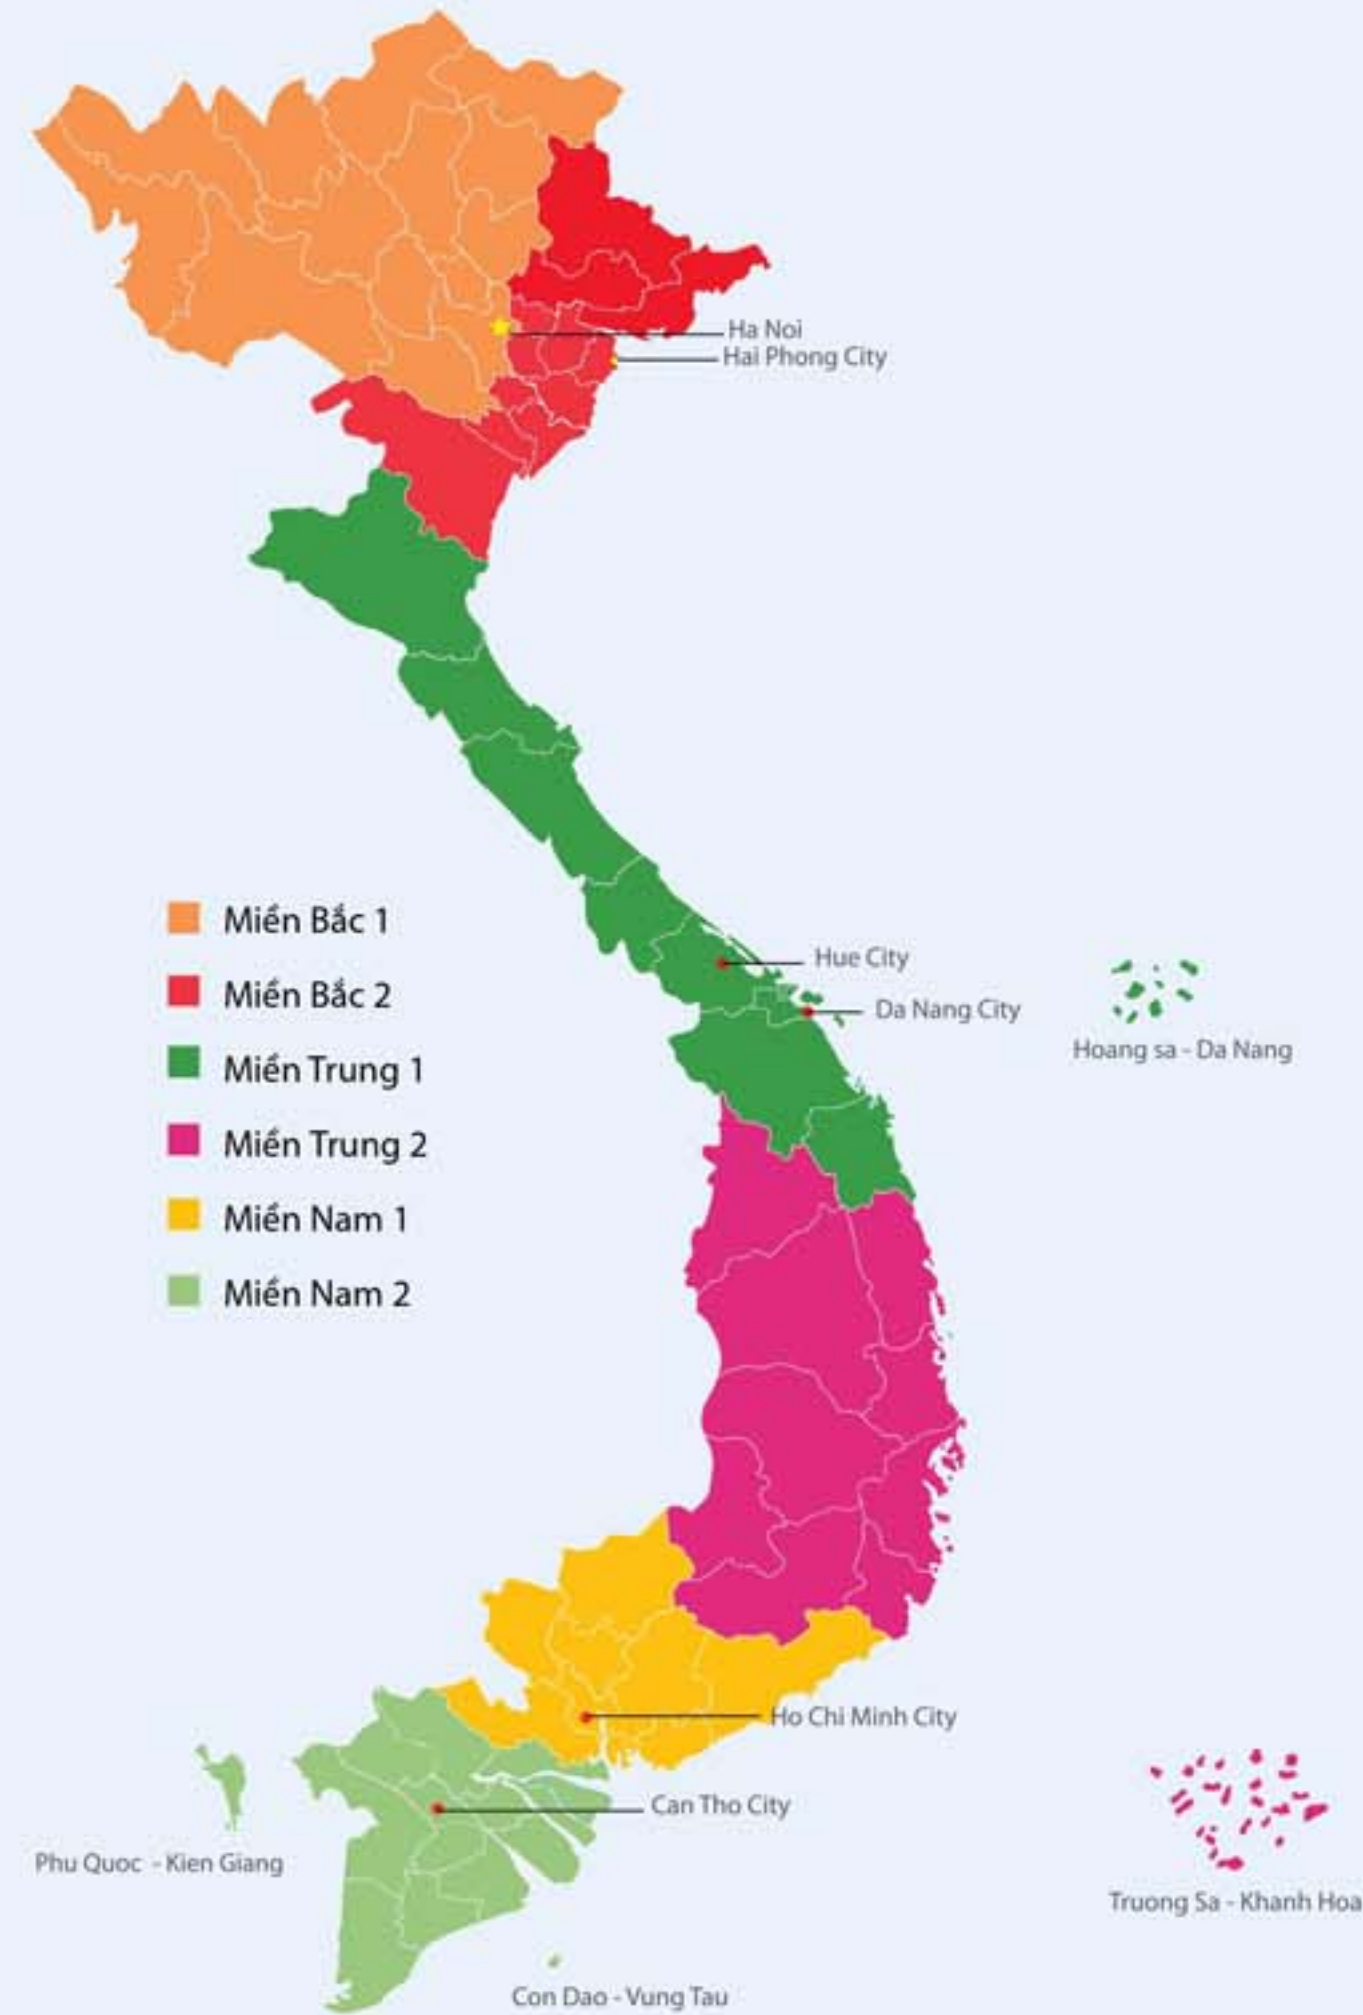 Ha Noi
Hai Phong City
Miền Bắc 1
Miền Bắc 2
Miền Trung 1
Miền Trung 2
Miền Nam 1
Miền Nam 2
Hue City
Da Nang City
Hoang sa - Da Nang
Ho Chi Minh City
Can Tho City
Phu Quoc - Kien Giang
Truong Sa - Khanh Hoa
Con Dao - Vung Tau